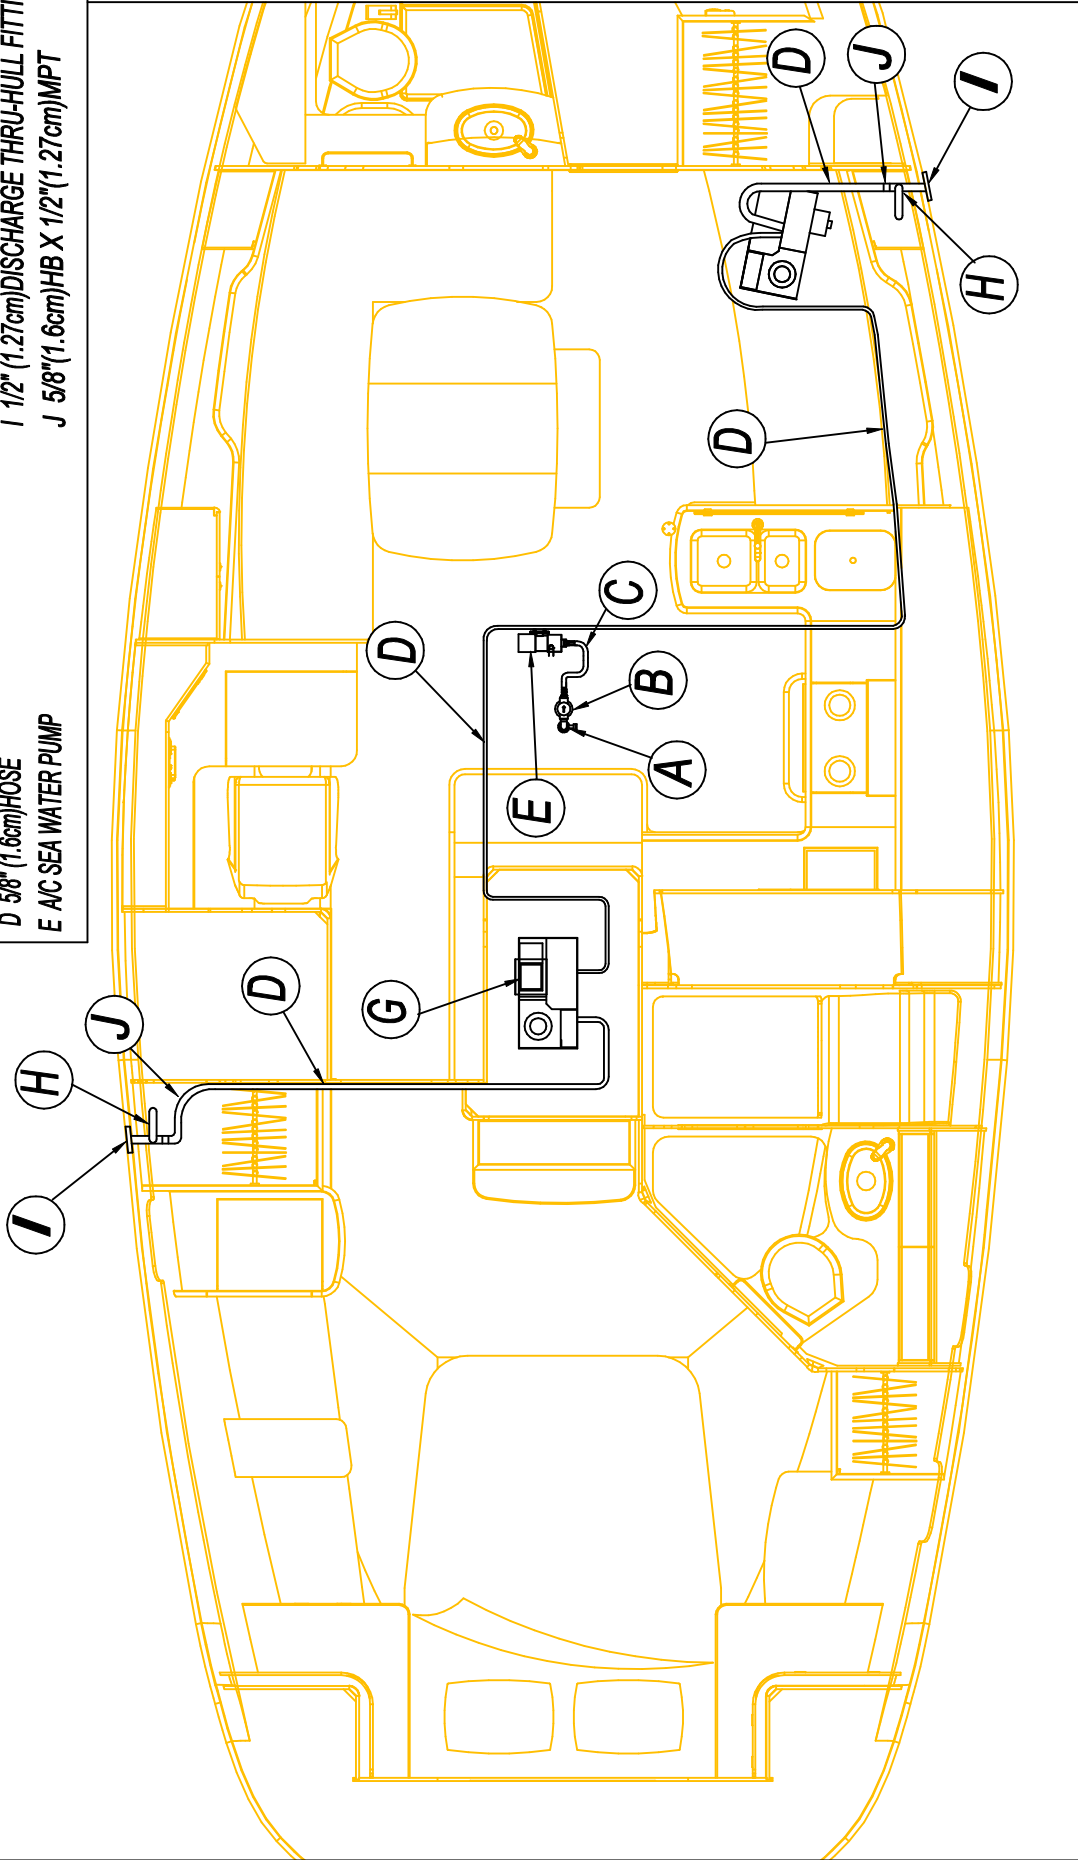 D 5/8" (1.6cm)HOSE
E A/C SEA WATER PUMP
I 1/2" (1.27cm)DISCHARGE THRU-HULL
J 5/8"(1.6cm)HB X 1/2"(1.27cm)MPT
I
H
J
D
G
D
E
A
B
C
D
D
J
I
H
D